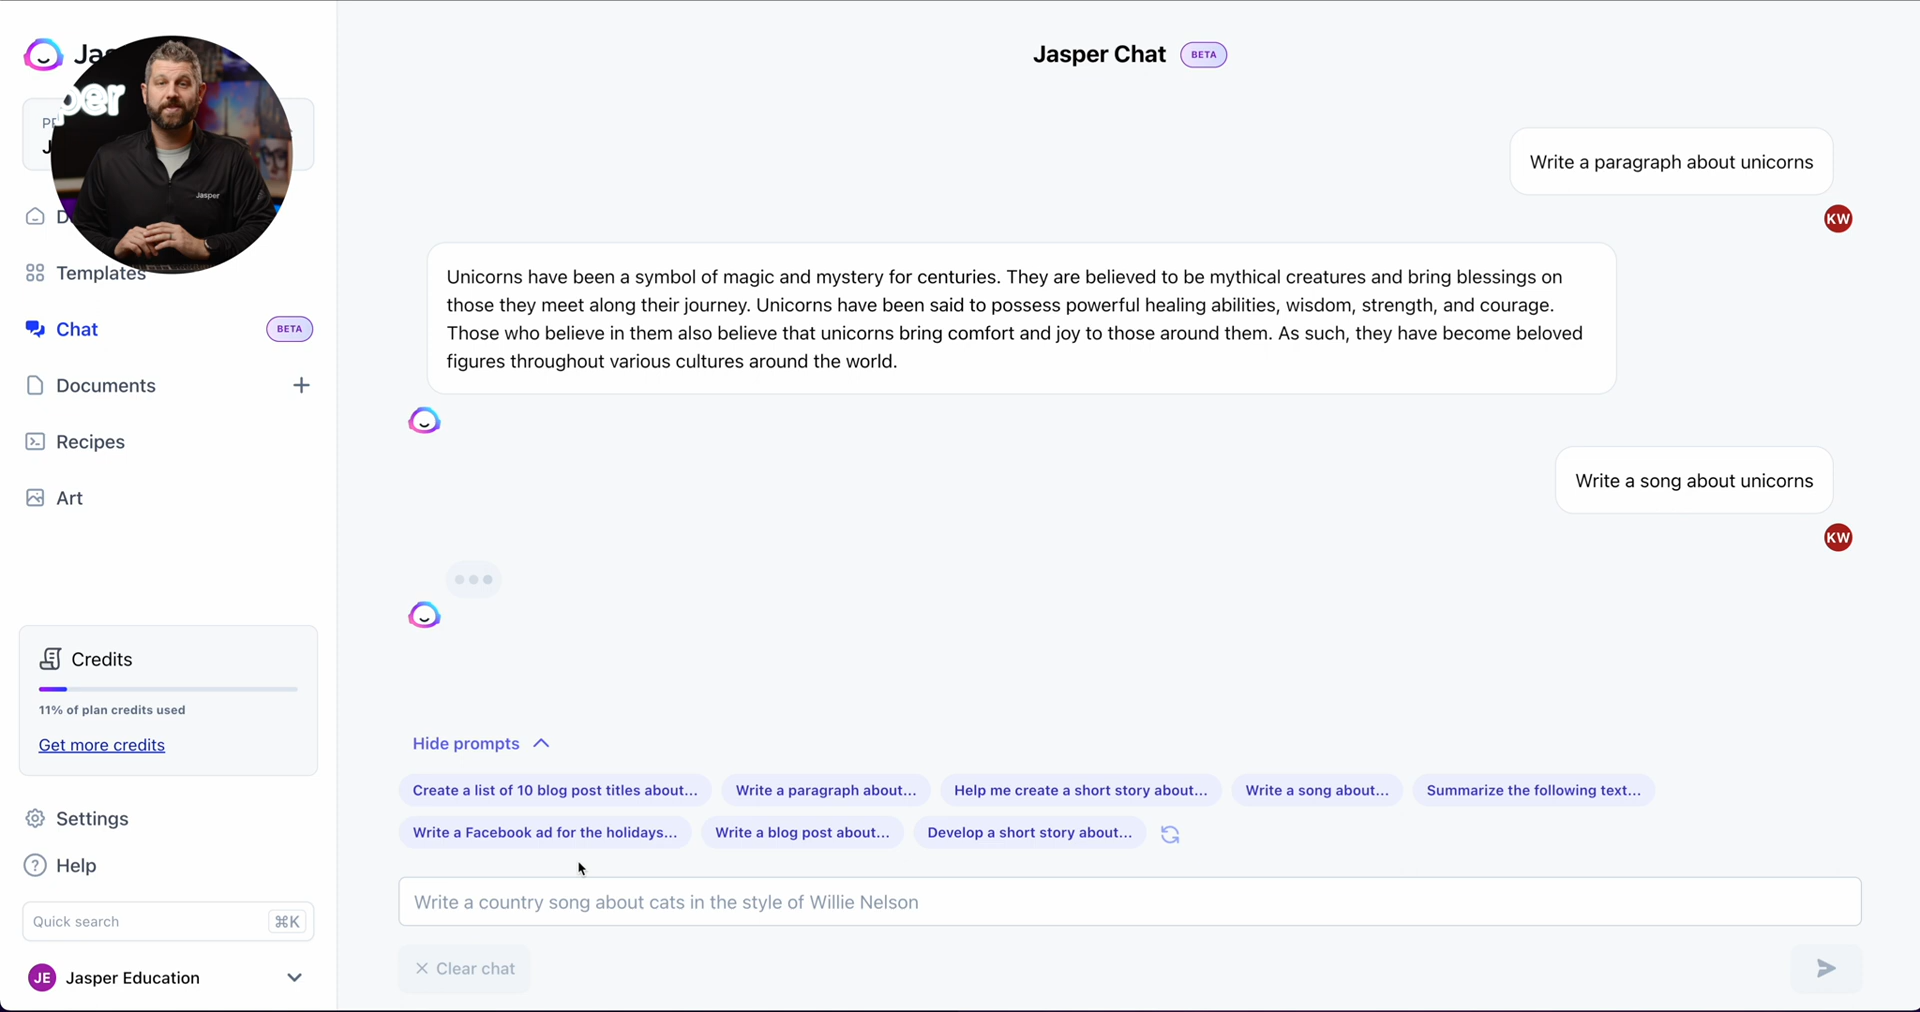 Jasper Chat BETA
per
PR
Jasper
Templates
Chat BETA
Documents
Recipes
Art
Credits
11% of plan credits used
Get more credits
Settings
Help
Quick search ⌘K
JE Jasper Education
Write a paragraph about unicorns
KW
Unicorns have been a symbol of magic and mystery for centuries. They are believed to be mythical creatures and bring blessings on
those they meet along their journey. Unicorns have been said to possess powerful healing abilities, wisdom, strength, and courage.
Those who believe in them also believe that unicorns bring comfort and joy to those around them. As such, they have become beloved
figures throughout various cultures around the world.
Write a song about unicorns
KW
Hide prompts
Create a list of 10 blog post titles about... Write a paragraph about... Help me create a short story about... Write a song about... Summarize the following text...
Write a Facebook ad for the holidays... Write a blog post about... Develop a short story about...
Write a country song about cats in the style of Willie Nelson
Clear chat